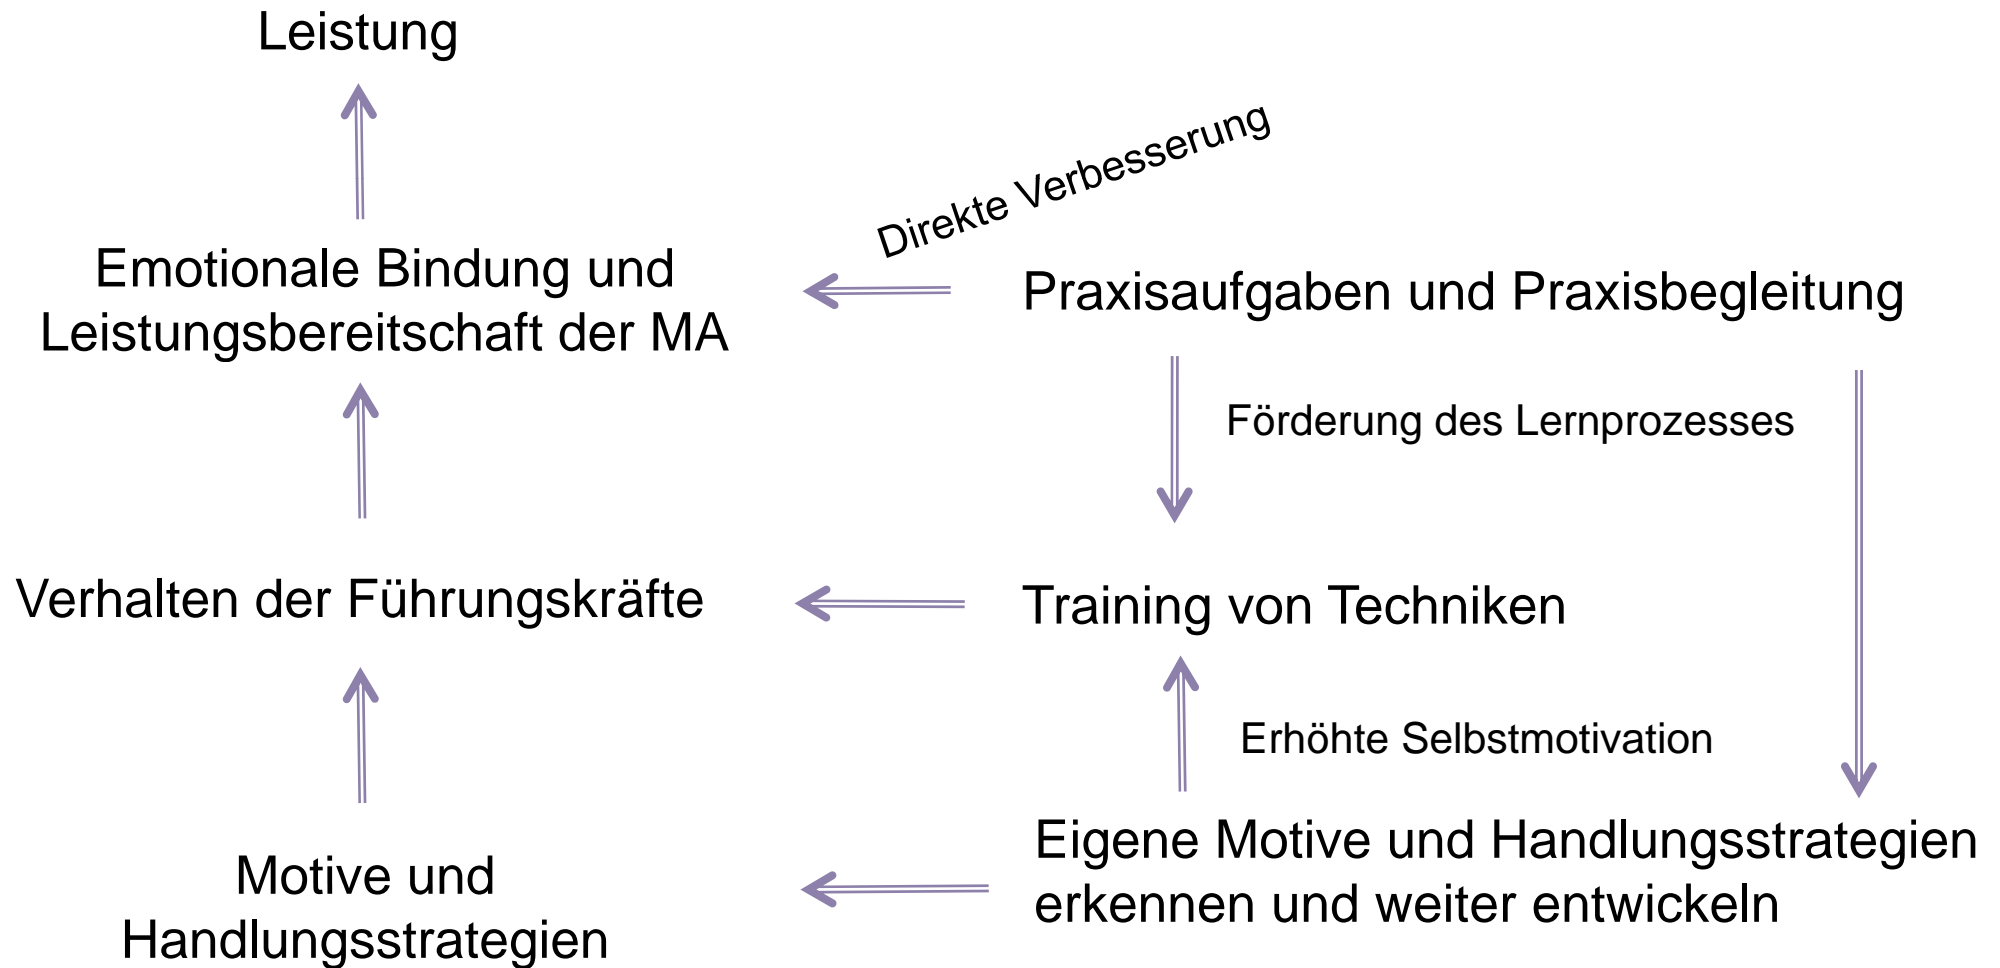 Leistung
Direkte Verbesserung
Emotionale Bindung und
Leistungsbereitschaft der MA
Praxisaufgaben und Praxisbegleitung
Förderung des Lernprozesses
Verhalten der Führungskräfte
Training von Techniken
Erhöhte Selbstmotivation
Motive und
Handlungsstrategien
Eigene Motive und Handlungsstrategien
erkennen und weiter entwickeln